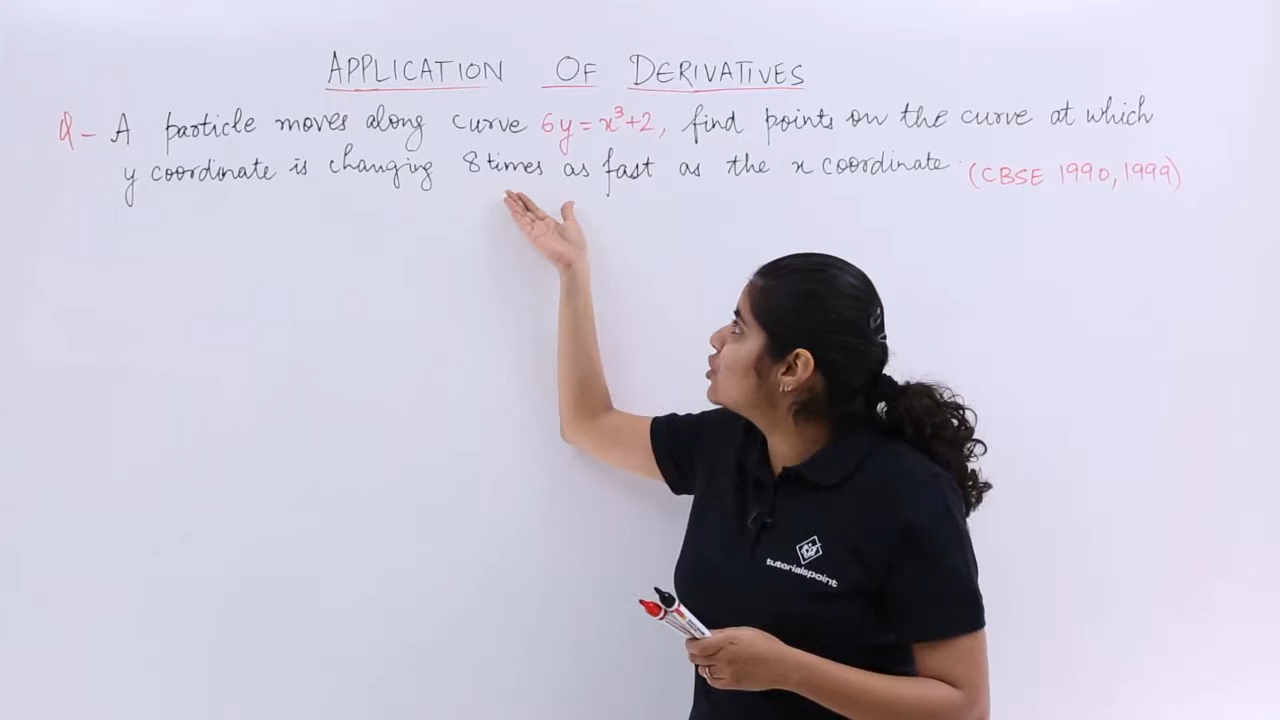 APPLICATION OF DERIVATIVES
Q- A particle moves along curve 6y = x³+2, find points on the curve at which
y coordinate is changing 8 times as fast as the x coordinate. (CBSE 1990, 1999)
tutorialspoint